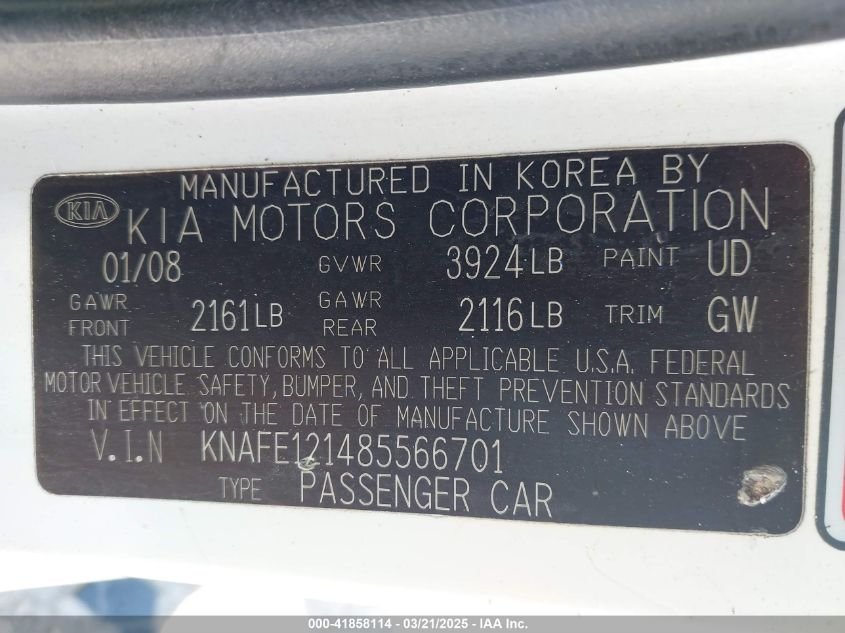 MANUFACTURED IN KOREA BY
KIA KIA MOTORS CORPORATION
01/08 GVWR 3924LB PAINT UD
GAWR FRONT 2161LB GAWR REAR 2116LB TRIM GW
THIS VEHICLE CONFORMS TO ALL APPLICABLE U.S.A. FEDERAL
MOTOR VEHICLE SAFETY, BUMPER, AND THEFT PREVENTION STANDARDS
IN EFFECT ON THE DATE OF MANUFACTURE SHOWN ABOVE
V.I.N KNAFE121485566701
TYPE PASSENGER CAR
000-41858114 - 03/21/2025 - IAA Inc.